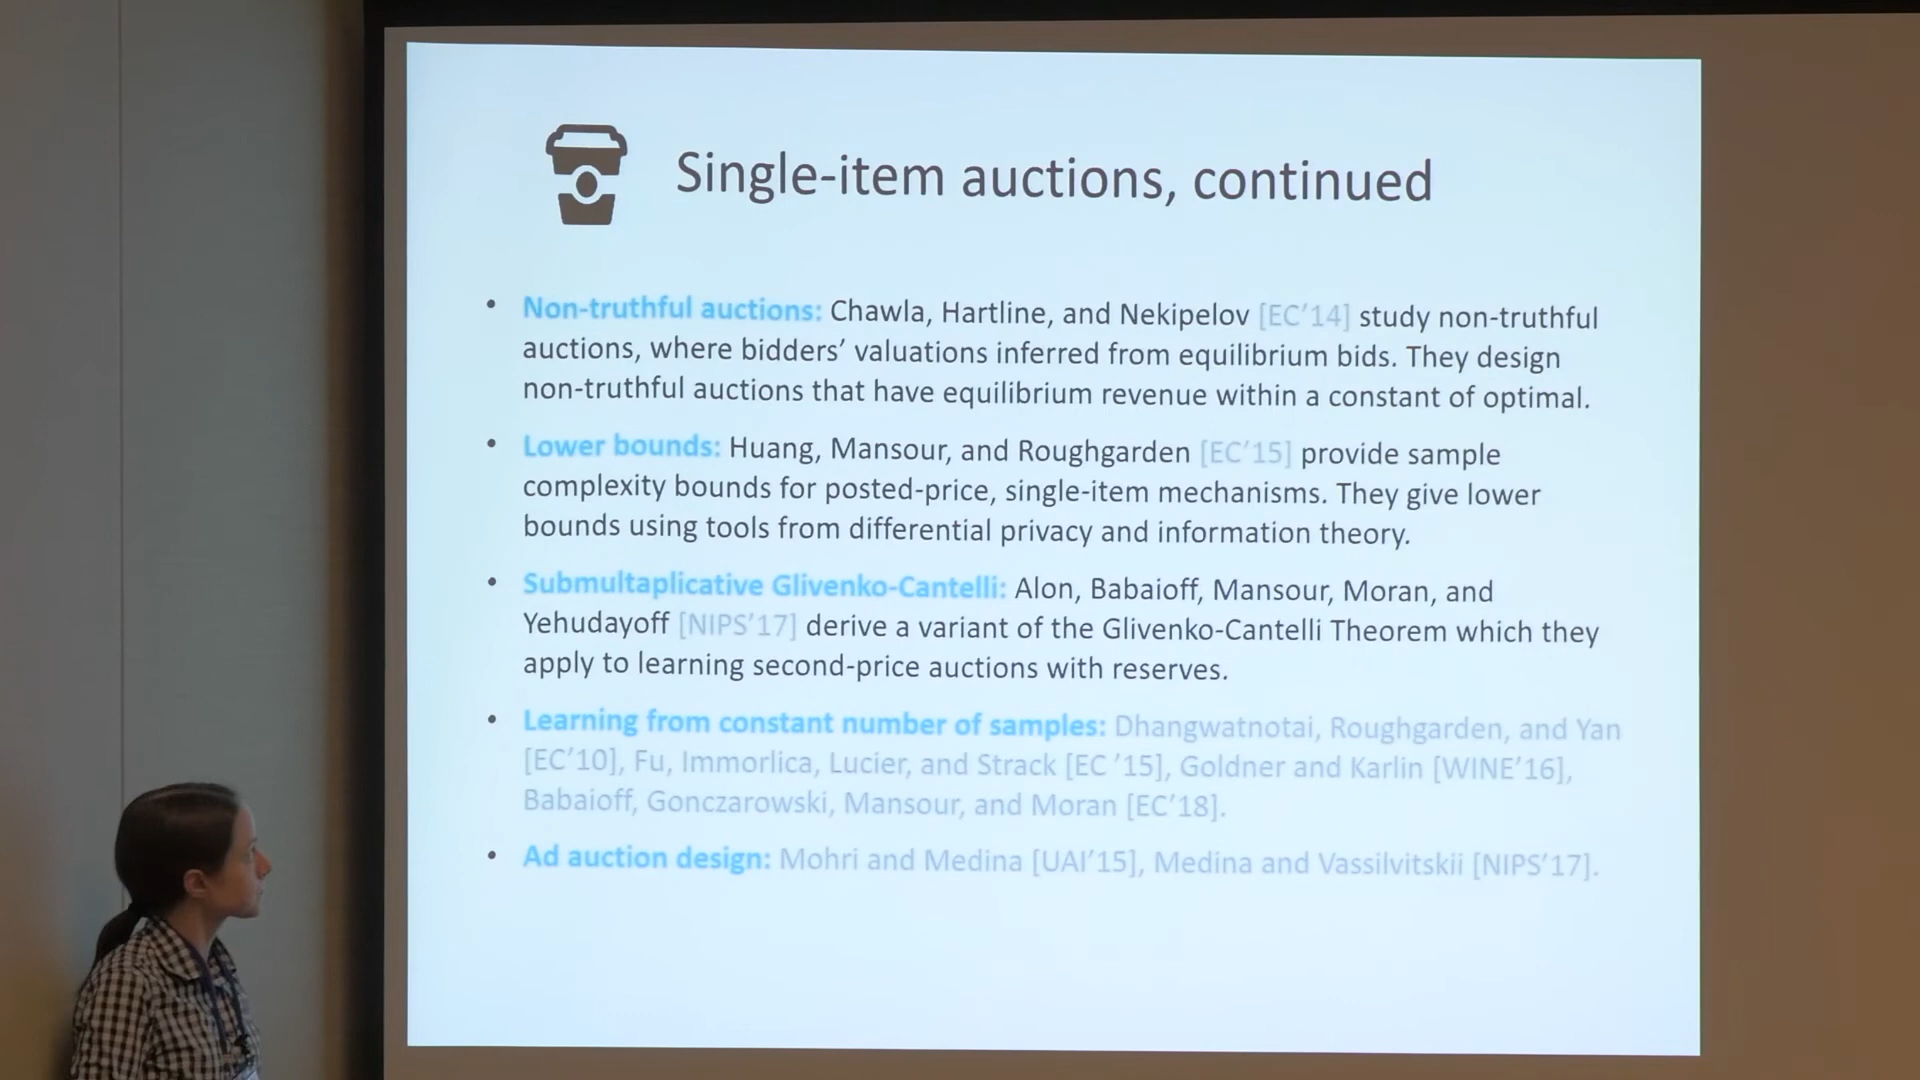 Single-item auctions, continued
• Non-truthful auctions: Chawla, Hartline, and Nekipelov [EC’14] study non-truthful
auctions, where bidders’ valuations inferred from equilibrium bids. They design
non-truthful auctions that have equilibrium revenue within a constant of optimal.
• Lower bounds: Huang, Mansour, and Roughgarden [EC’15] provide sample
complexity bounds for posted-price, single-item mechanisms. They give lower
bounds using tools from differential privacy and information theory.
• Submultaplicative Glivenko-Cantelli: Alon, Babaioff, Mansour, Moran, and
Yehudayoff [NIPS’17] derive a variant of the Glivenko-Cantelli Theorem which they
apply to learning second-price auctions with reserves.
• Learning from constant number of samples: Dhangwatnotai, Roughgarden, and Yan
[EC’10], Fu, Immorlica, Lucier, and Strack [EC ’15], Goldner and Karlin [WINE’16],
Babaioff, Gonczarowski, Mansour, and Moran [EC’18].
• Ad auction design: Mohri and Medina [UAI’15], Medina and Vassilvitskii [NIPS’17].